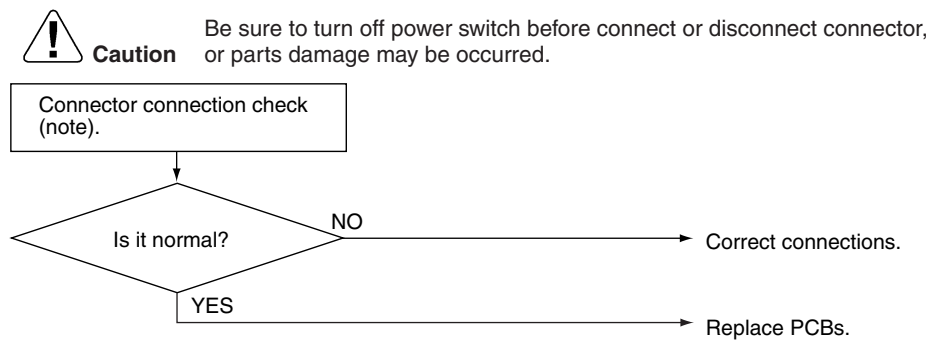 Be sure to turn off power switch before connect or disconnect connector,
Caution or parts damage may be occurred.
Connector connection check
(note).
Is it normal?
NO
Correct connections.
YES
Replace PCBs.